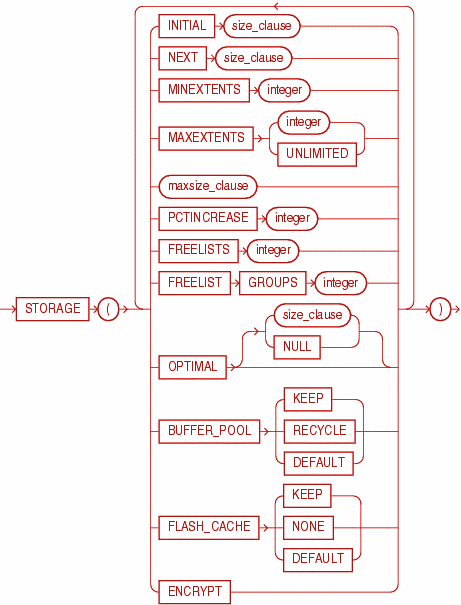 INITIAL size_clause
NEXT size_clause
MINEXTENTS integer
integer
MAXEXTENTS
UNLIMITED
maxsize_clause
PCTINCREASE integer
FREELISTS integer
FREELIST GROUPS integer
STORAGE ( )
size_clause
NULL
OPTIMAL
KEEP
BUFFER_POOL RECYCLE
DEFAULT
KEEP
FLASH_CACHE NONE
DEFAULT
ENCRYPT